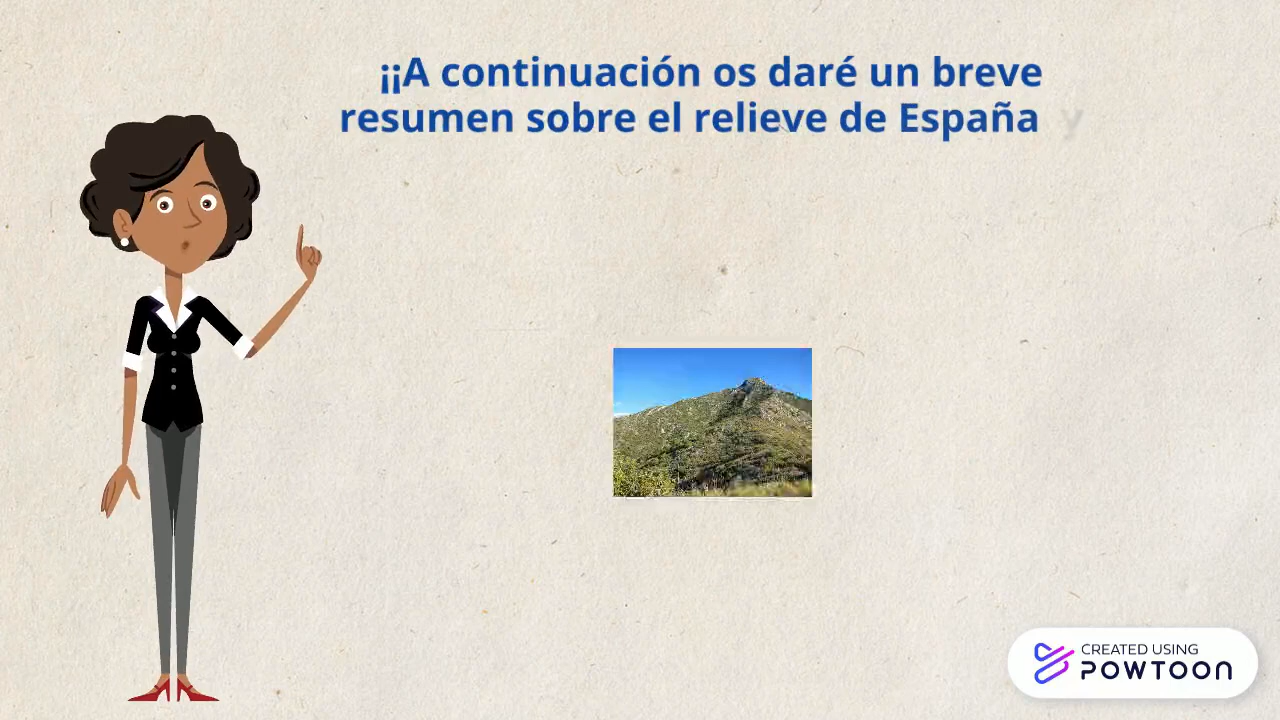 ¡¡A continuación os daré un breve
resumen sobre el relieve de España y
CREATED USING
POWTOON